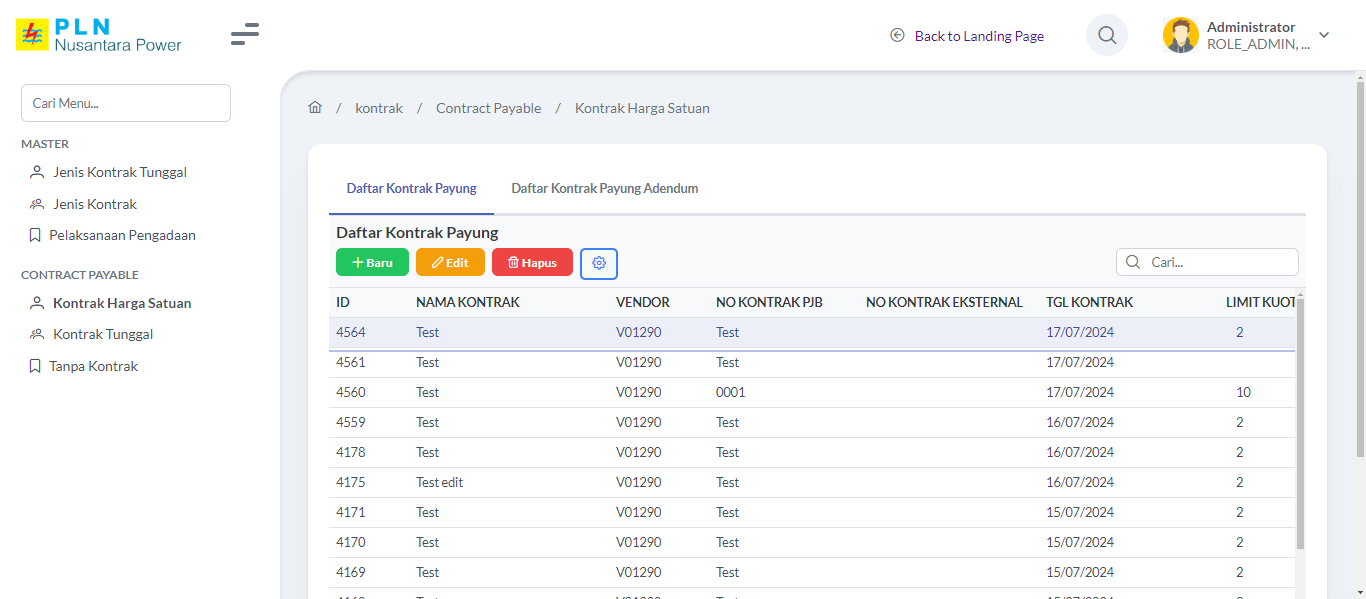 PLN
Nusantara Power
Back to Landing Page
Administrator
ROLE_ADMIN, ...
Cari Menu...
MASTER
Jenis Kontrak Tunggal
Jenis Kontrak
Pelaksanaan Pengadaan
CONTRACT PAYABLE
Kontrak Harga Satuan
Kontrak Tunggal
Tanpa Kontrak
/ kontrak / Contract Payable / Kontrak Harga Satuan
Daftar Kontrak Payung Daftar Kontrak Payung Adendum
Daftar Kontrak Payung
Baru Edit Hapus Cari...
ID NAMA KONTRAK VENDOR NO KONTRAK PJB NO KONTRAK EKSTERNAL TGL KONTRAK LIMIT KUOT
4564 Test V01290 Test 17/07/2024 2
4561 Test V01290 Test 17/07/2024
4560 Test V01290 0001 17/07/2024 10
4559 Test V01290 Test 16/07/2024 2
4178 Test V01290 Test 16/07/2024 2
4175 Test edit V01290 Test 16/07/2024 2
4171 Test V01290 Test 15/07/2024 2
4170 Test V01290 Test 15/07/2024 2
4169 Test V01290 Test 15/07/2024 2